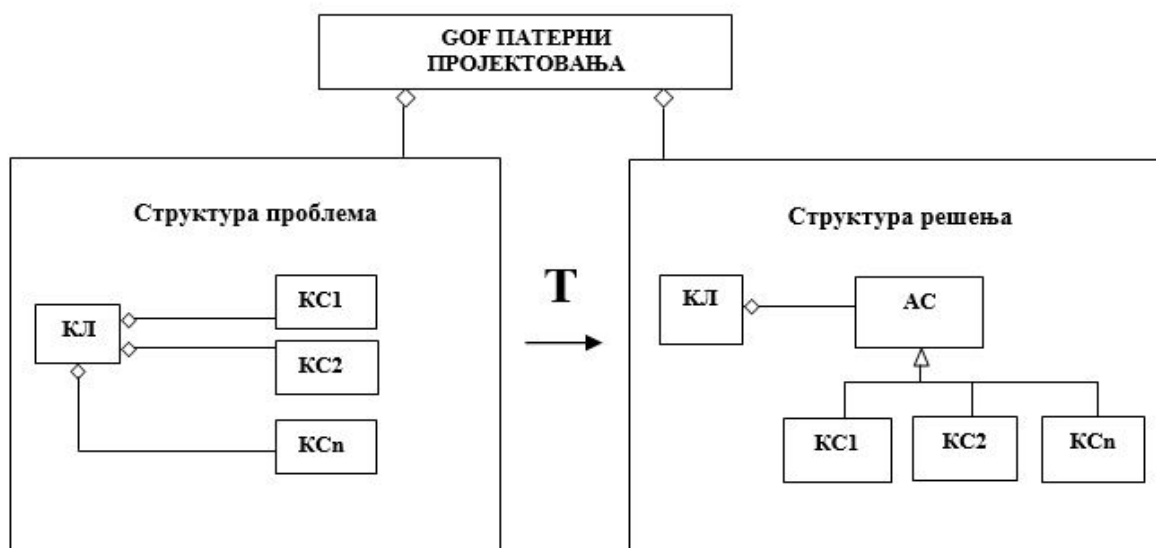 GOF ПАТЕРНИ
ПРОЈЕКТОВАЊА
Структура проблема
КЛ
КС1
КС2
КСn
Т
Структура решења
КЛ
АС
КС1
КС2
КСn